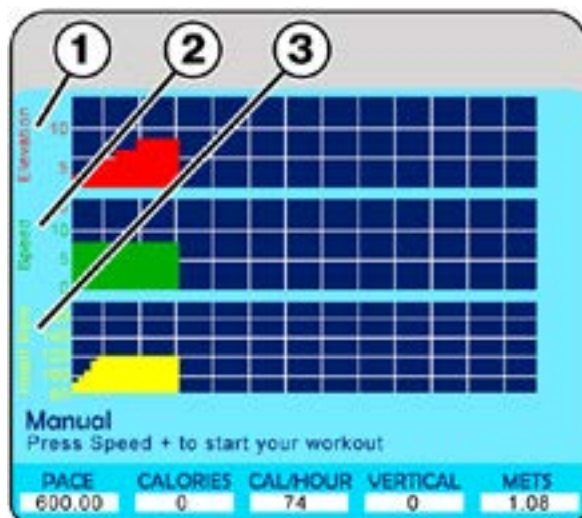 1 2 3
Elevation
10
5
Speed
10
5
0
Manual
Press Speed + to start your workout
PACE CALORIES CAL/HOUR VERTICAL METS
600.00 0 74 0 1.08